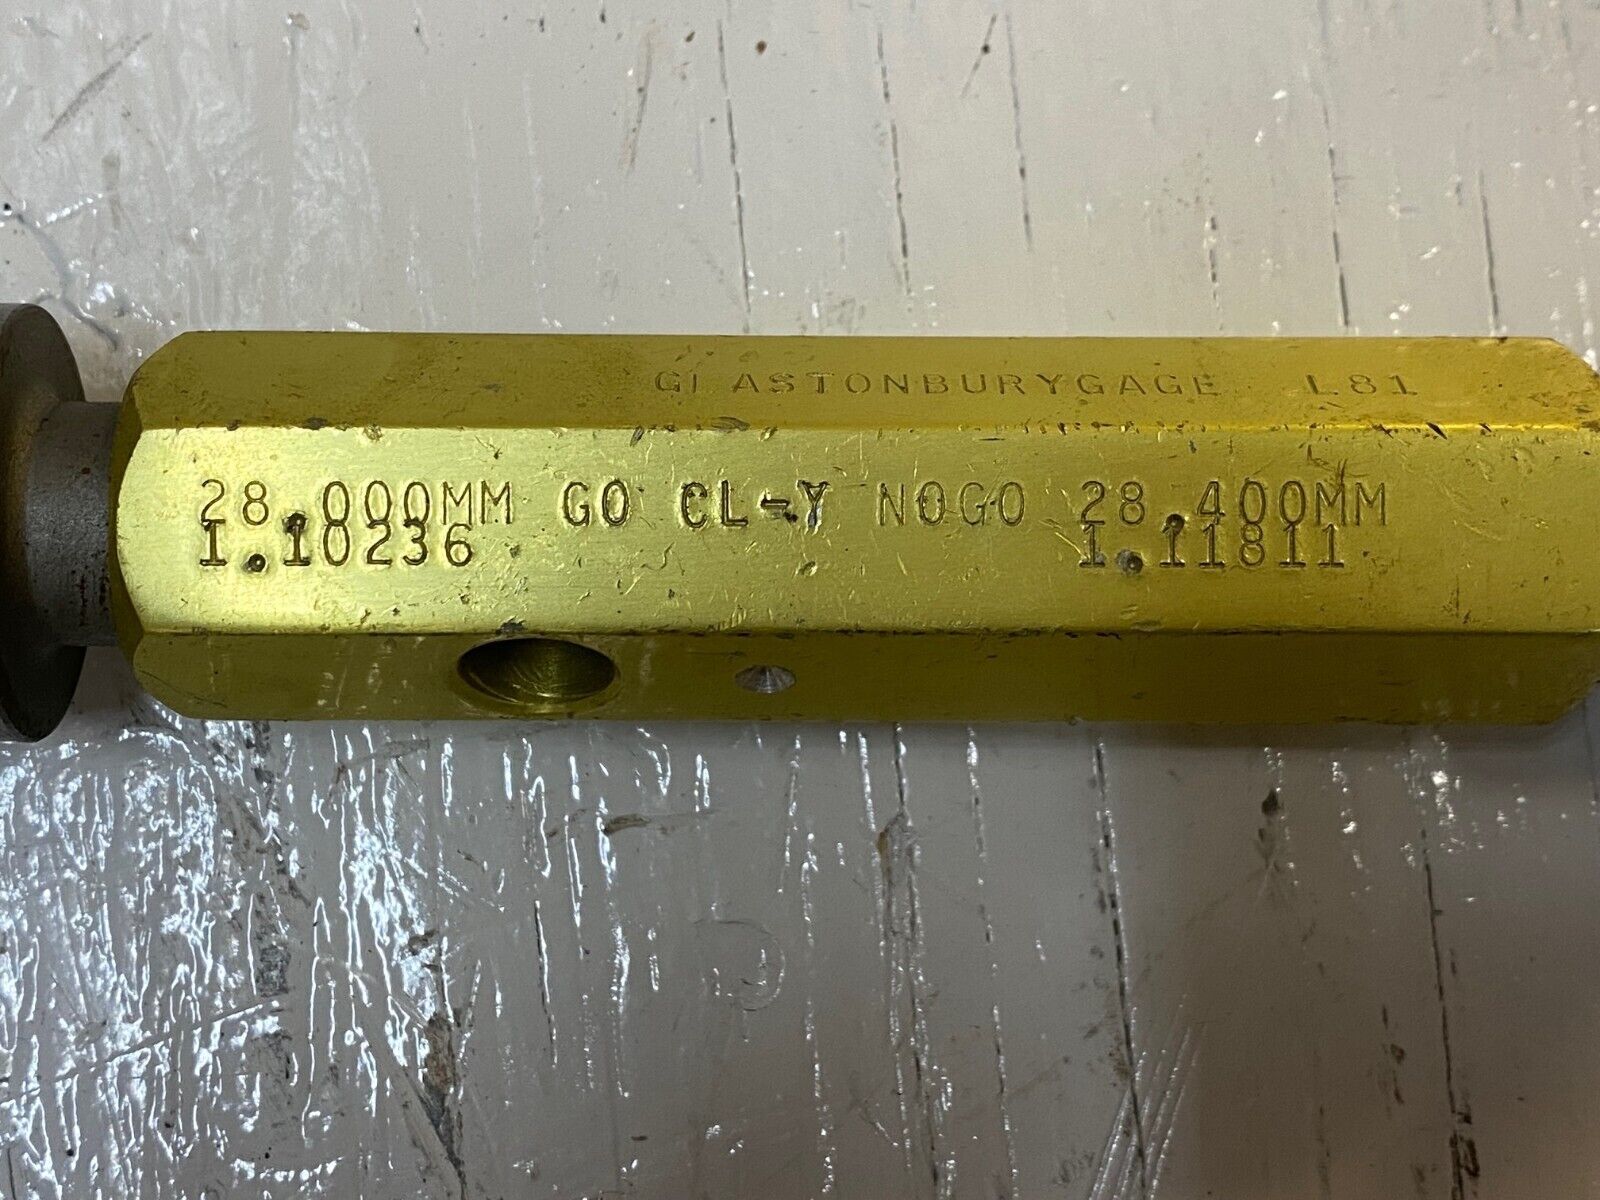 GLASTONBURYGAGE L81
28.000MM GO CL-Y NOGO 28.400MM
1.10236 1.11811